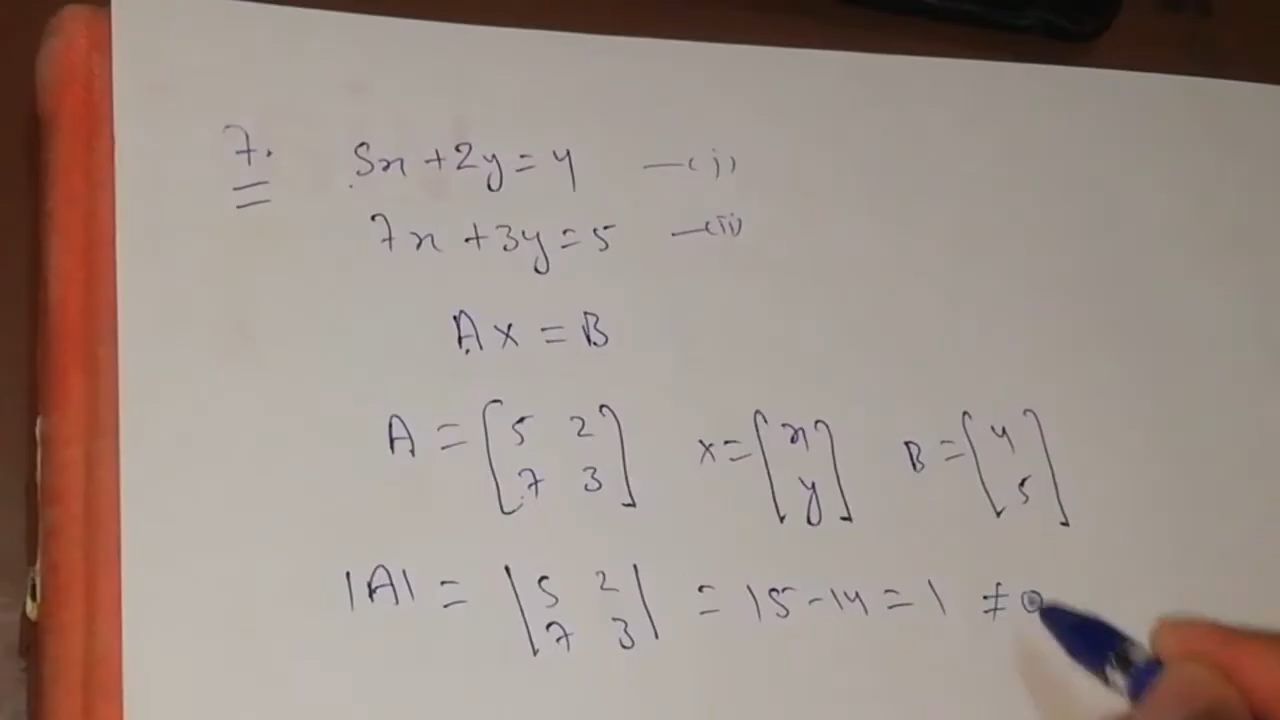 7. 5x + 2y = 4 —(i)
7x + 3y = 5 —(ii)
AX = B
A = [5 2 7 3] X = [x y] B = [4 5]
|A| = |5 2 7 3| = 15 - 14 = 1 ≠ 0